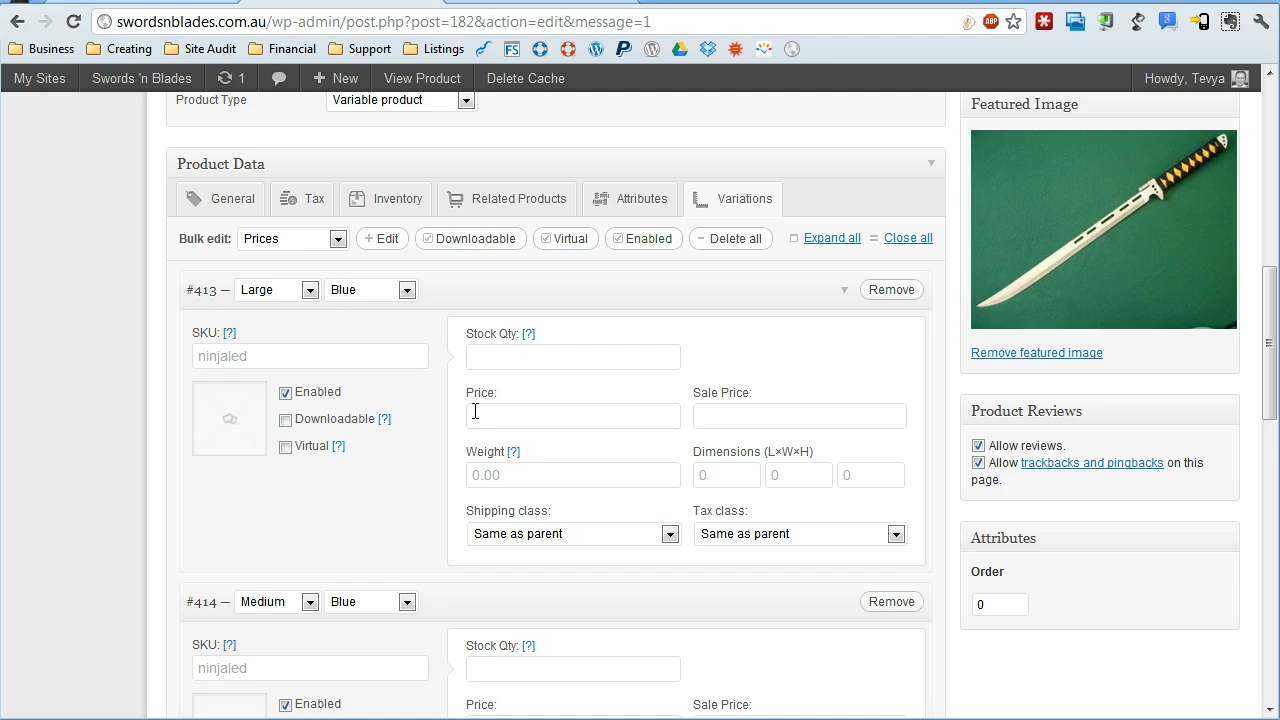 swordsnblades.com.au/wp-admin/post.php?post=182&action=edit&message=1
ABP
Business Creating Site Audit Financial Support Listings FS
My Sites Swords 'n Blades 1 New View Product Delete Cache Howdy, Tevya
Product Type Variable product
Product Data
General Tax Inventory Related Products Attributes Variations
Bulk edit: Prices Edit Downloadable Virtual Enabled Delete all Expand all Close all
#413 — Large Blue Remove
SKU: [?]
ninjaled
Enabled
Downloadable [?]
Virtual [?]
Stock Qty: [?]
Price: Sale Price:
Weight [?] Dimensions (L×W×H)
0.00 0 0 0
Shipping class: Tax class:
Same as parent Same as parent
#414 — Medium Blue Remove
SKU: [?]
ninjaled
Enabled
Stock Qty: [?]
Price: Sale Price:
Featured Image
Remove featured image
Product Reviews
Allow reviews.
Allow trackbacks and pingbacks on this
page.
Attributes
Order
0